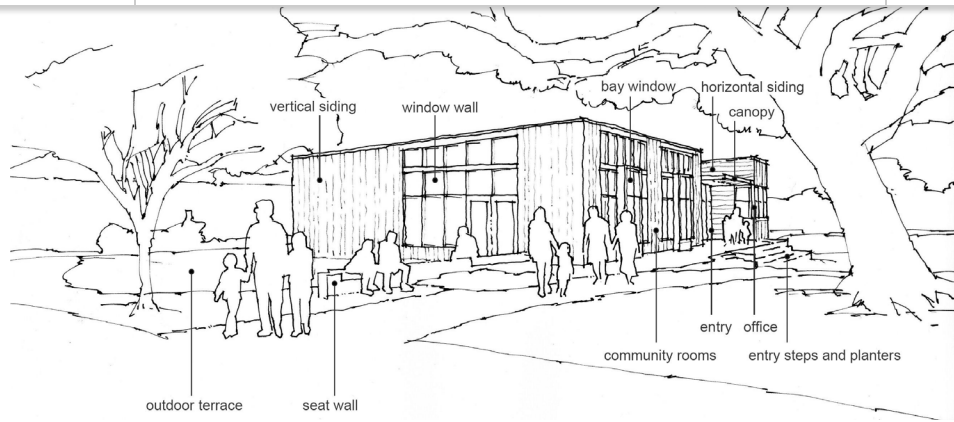 bay window
horizontal siding
vertical siding
window wall
canopy
entry
office
community rooms
entry steps and planters
outdoor terrace
seat wall